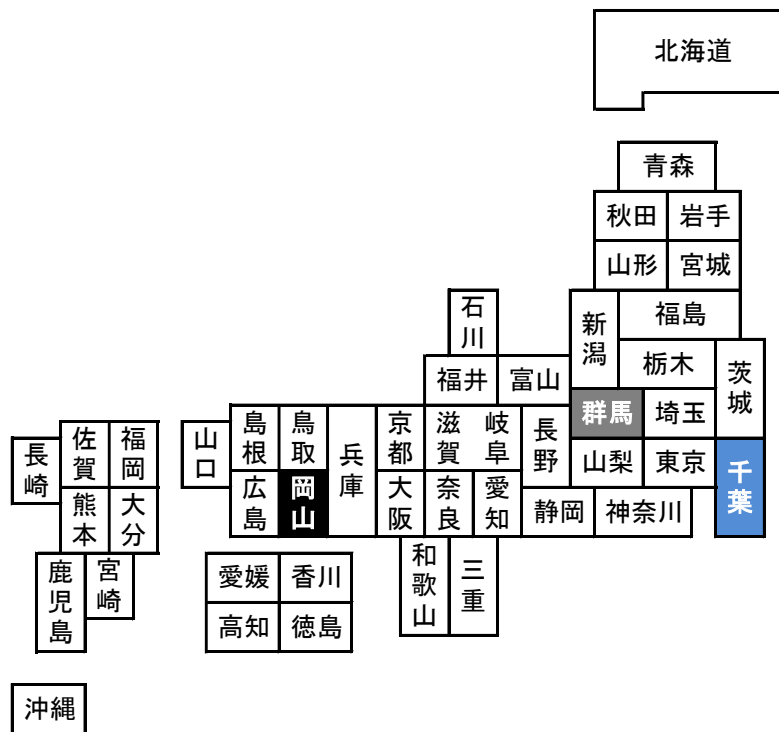 北海道
青森
秋田
岩手
山形
宮城
石川
新潟
福島
福井
富山
栃木
茨城
群馬
埼玉
山口
島根
鳥取
兵庫
京都
滋賀
岐阜
長野
長崎
佐賀
福岡
山梨
東京
千葉
広島
岡山
大阪
奈良
愛知
静岡
神奈川
熊本
大分
鹿児島
宮崎
愛媛
香川
和歌山
三重
高知
徳島
沖縄